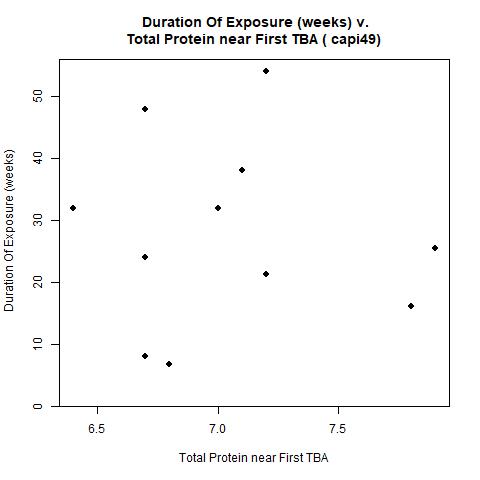 Duration Of Exposure (weeks) v.
Total Protein near First TBA ( capi49)
Duration Of Exposure (weeks)
50
40
30
20
10
0
6.5 7.0 7.5
Total Protein near First TBA